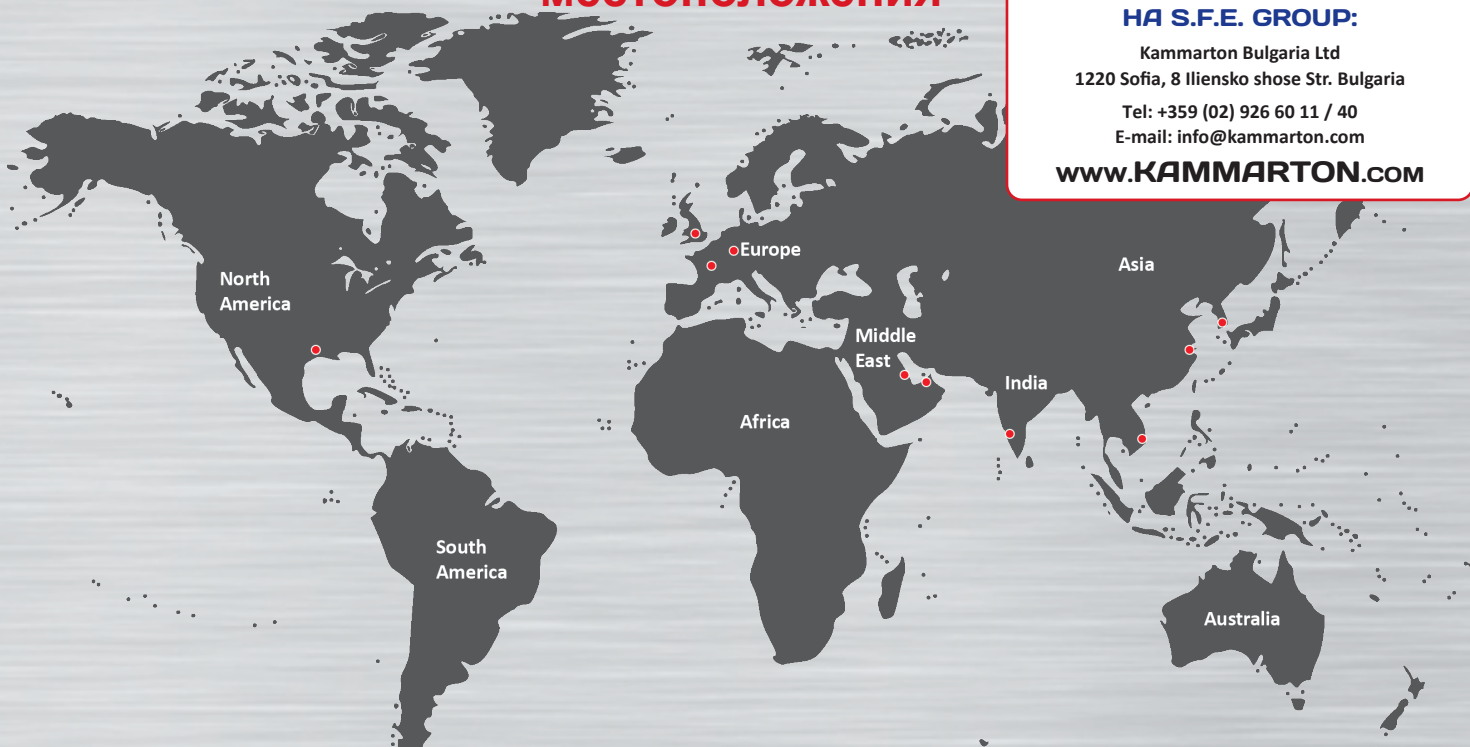 НА S.F.E. GROUP:
Kammarton Bulgaria Ltd
1220 Sofia, 8 Iliensko shose Str. Bulgaria
Tel: +359 (02) 926 60 11 / 40
E-mail: info@kammarton.com
www.KAMMARTON.COM
North
America
Europe
Asia
Middle
East
India
Africa
South
America
Australia